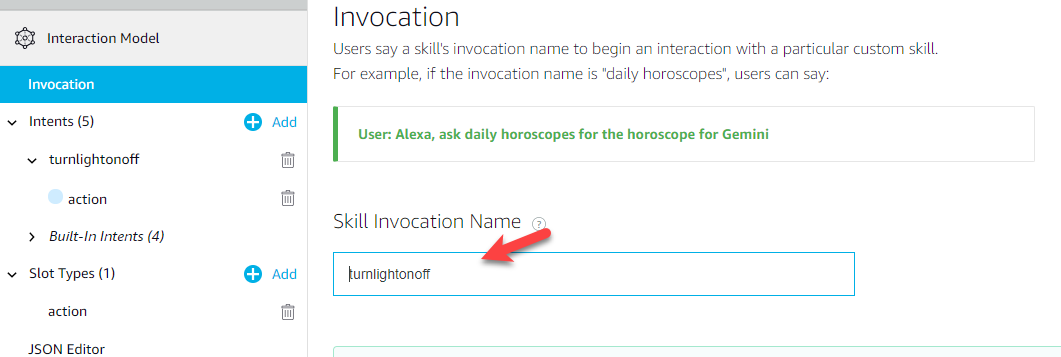 Interaction Model
Invocation
Intents (5)
Add
turnlightonoff
action
Built-In Intents (4)
Slot Types (1)
Add
action
JSON Editor
Invocation
Users say a skill's invocation name to begin an interaction with a particular custom skill.
For example, if the invocation name is "daily horoscopes", users can say:
User: Alexa, ask daily horoscopes for the horoscope for Gemini
Skill Invocation Name ?
turnlightonoff